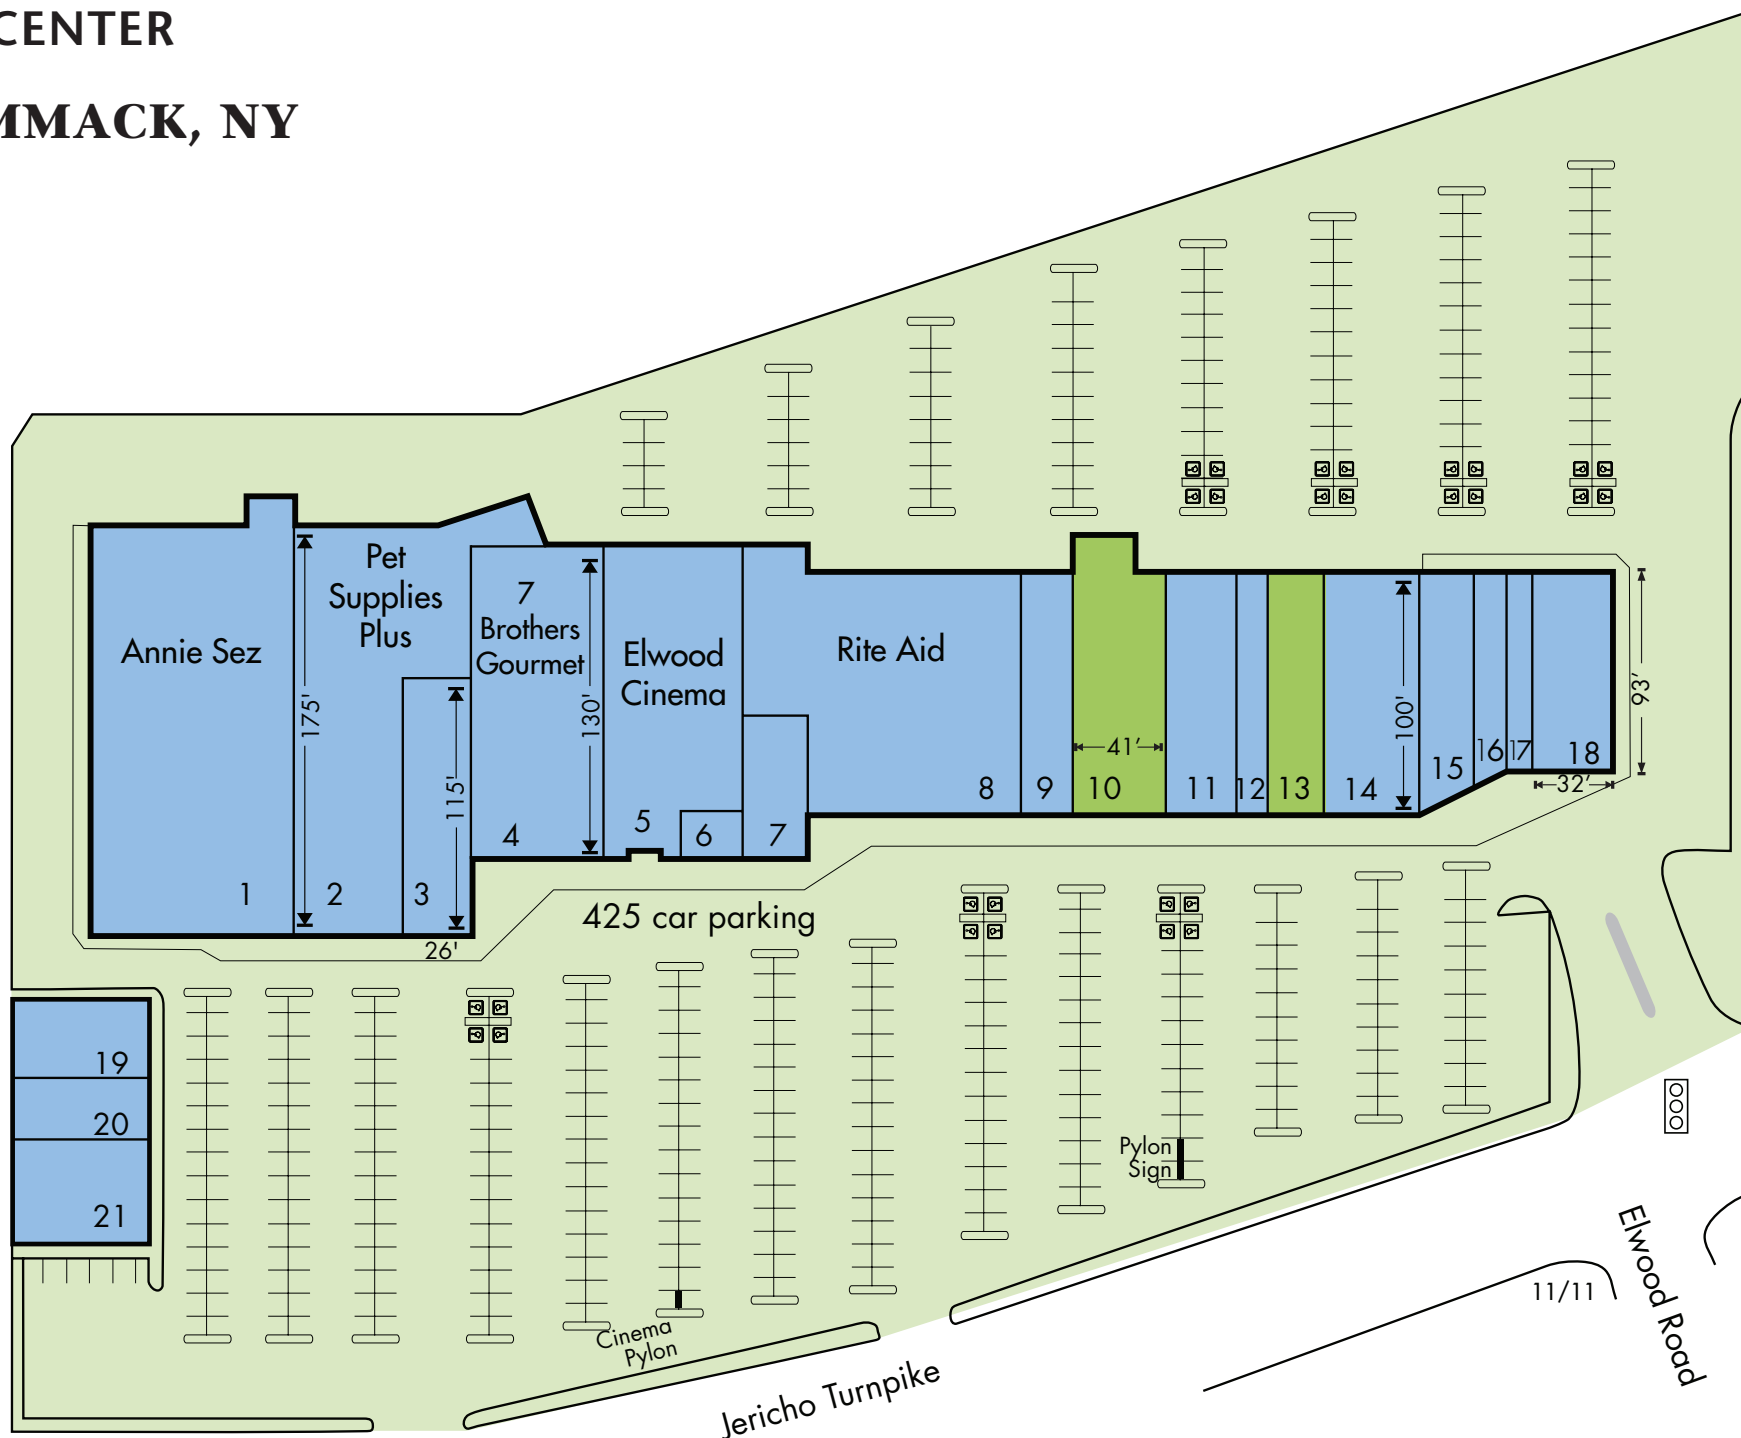 CENTER
MMACK, NY
Annie Sez
1
175'
Pet
Supplies
Plus
2
115'
3
26'
7
Brothers
Gourmet
4
130'
Elwood
Cinema
5
6
7
Rite Aid
8
9
41'
10
11
12
13
14
100'
15
16
17
18
32'
93'
425 car parking
19
20
21
Pylon
Sign
Cinema
Pylon
Jericho Turnpike
11/11
Elwood Road